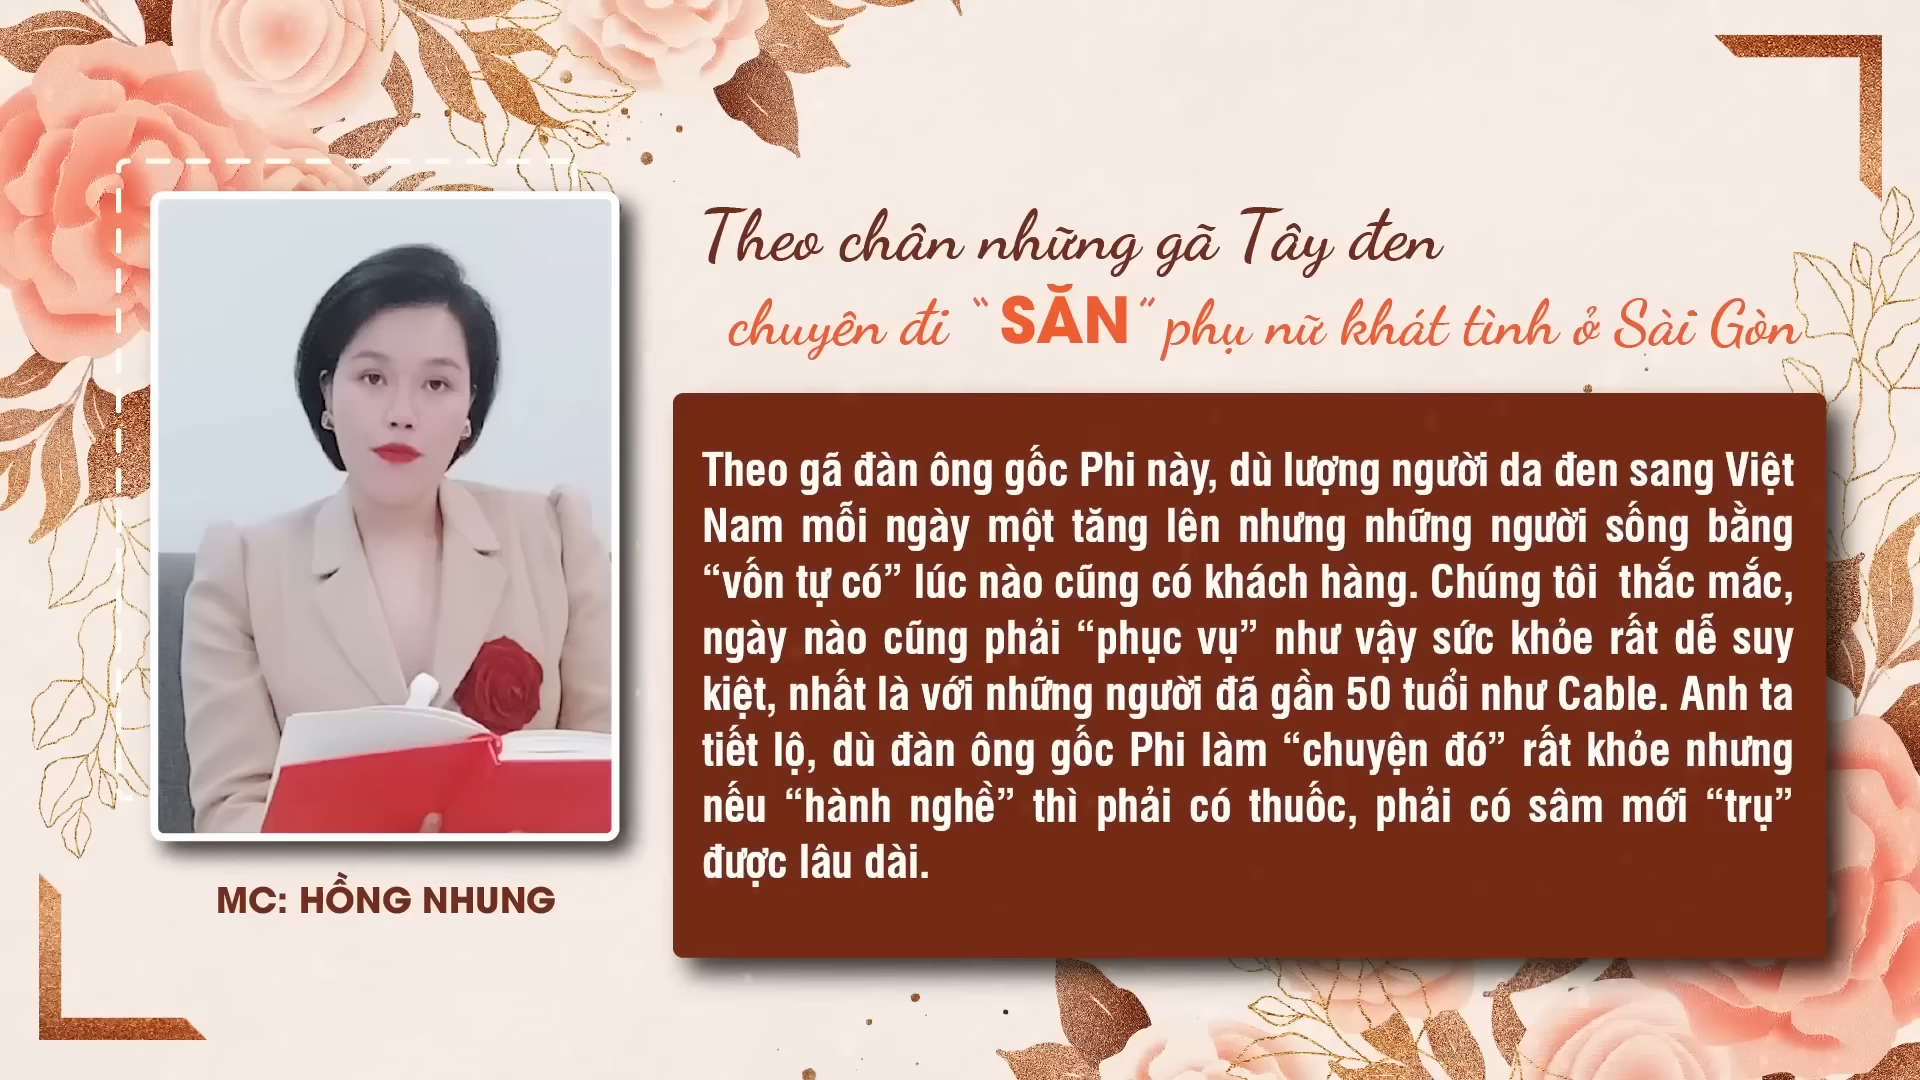 Theo chân những gã Tây đen
chuyên đi “SĂN” phụ nữ khát tình ở Sài Gòn
Theo gã đàn ông gốc Phi này, dù lượng người da đen sang Việt
Nam mỗi ngày một tăng lên nhưng những người sống bằng
“vốn tự có” lúc nào cũng có khách hàng. Chúng tôi thắc mắc,
ngày nào cũng phải “phục vụ” như vậy sức khỏe rất dễ suy
kiệt, nhất là với những người đã gần 50 tuổi như Cable. Anh ta
tiết lộ, dù đàn ông gốc Phi làm “chuyện đó” rất khỏe nhưng
nếu “hành nghề” thì phải có thuốc, phải có sâm mới “trụ”
được lâu dài.
MC: HỒNG NHUNG